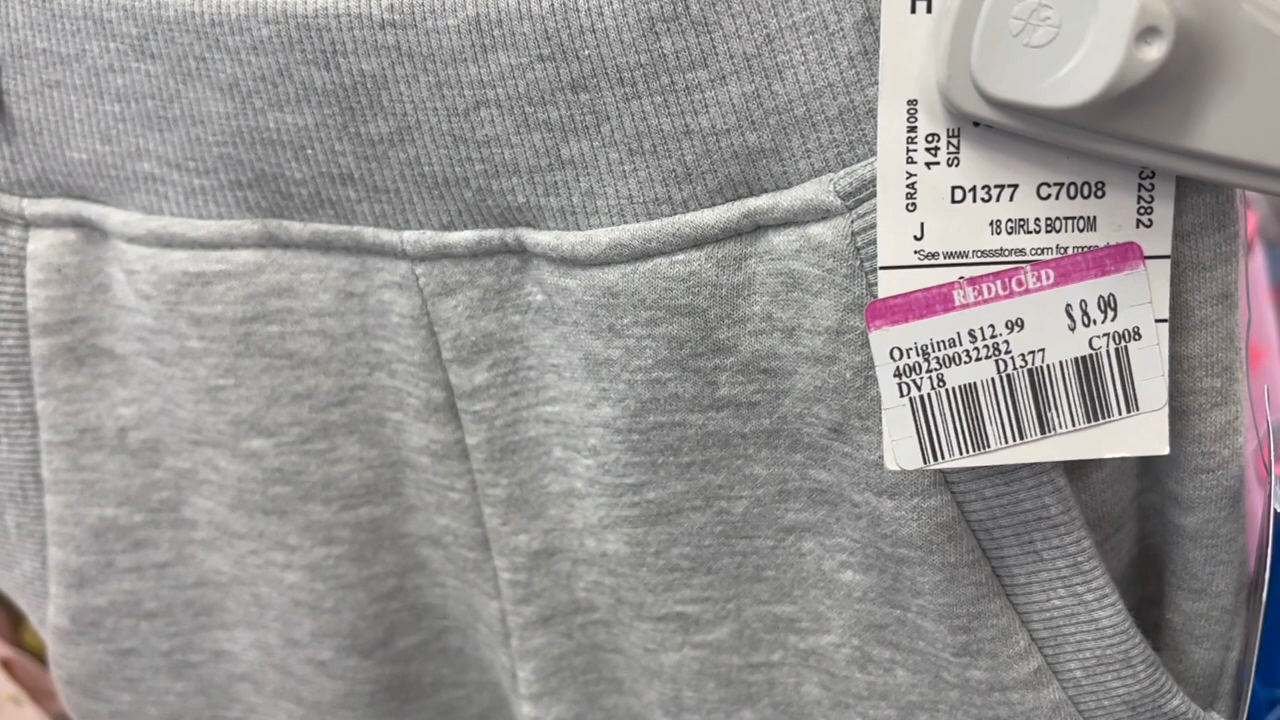 H
GRAY PTRN008
149
SIZE
D1377 C7008
32282
J
18 GIRLS BOTTOM
*See www.rossstores.com for more
REDUCED
$8.99
Original $12.99
400230032282
DV18 D1377 C7008